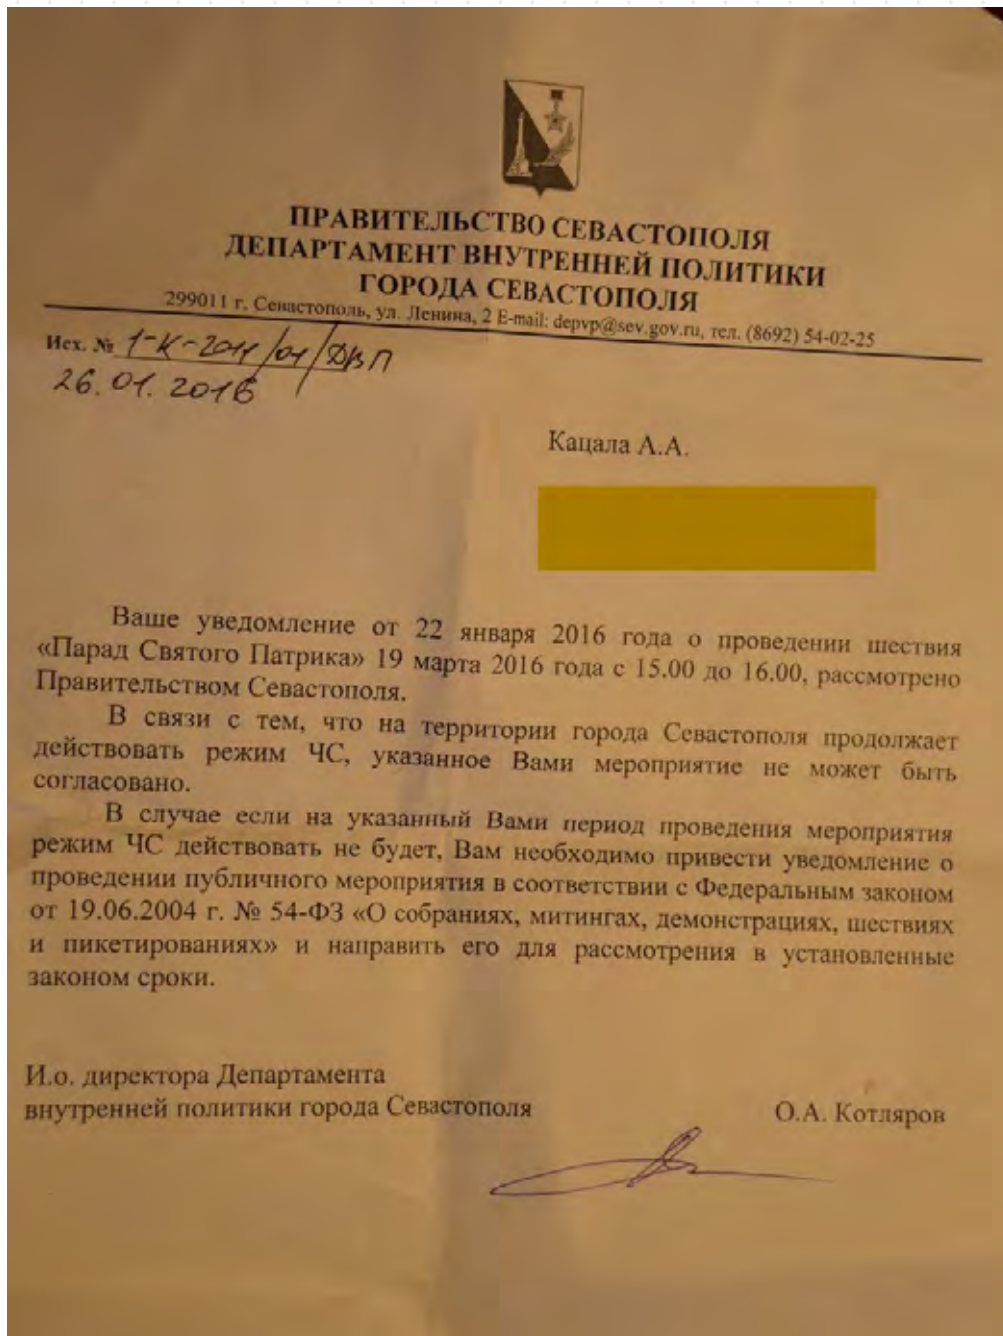 ПРАВИТЕЛЬСТВО СЕВАСТОПОЛЯ
ДЕПАРТАМЕНТ ВНУТРЕННЕЙ ПОЛИТИКИ
ГОРОДА СЕВАСТОПОЛЯ
299011 г. Севастополь, ул. Ленина, 2 E-mail: depvp@sev.gov.ru, тел. (8692) 54-02-25
Исх. № 1-К-2011/01/ДВП
26.01.2016
Кацала А.А.
Ваше уведомление от 22 января 2016 года о проведении шествия
«Парад Святого Патрика» 19 марта 2016 года с 15.00 до 16.00, рассмотрено
Правительством Севастополя.
В связи с тем, что на территории города Севастополя продолжает
действовать режим ЧС, указанное Вами мероприятие не может быть
согласовано.
В случае если на указанный Вами период проведения мероприятия
режим ЧС действовать не будет, Вам необходимо привести уведомление о
проведении публичного мероприятия в соответствии с Федеральным законом
от 19.06.2004 г. № 54-ФЗ «О собраниях, митингах, демонстрациях, шествиях
и пикетированиях» и направить его для рассмотрения в установленные
законом сроки.
И.о. директора Департамента
внутренней политики города Севастополя
О.А. Котляров